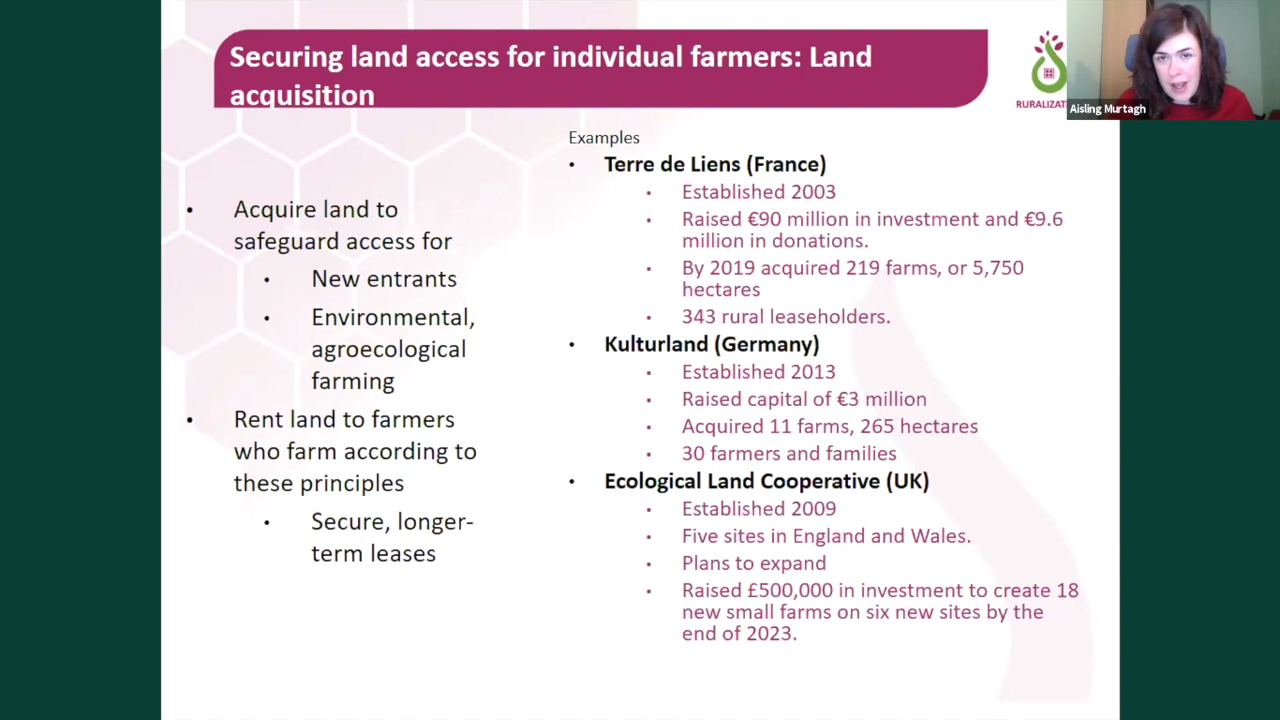 Securing land access for individual farmers: Land
acquisition
Aisling Murtagh
• Acquire land to
safeguard access for
• New entrants
• Environmental,
agroecological
farming
• Rent land to farmers
who farm according to
these principles
• Secure, longer-
term leases
Examples
• Terre de Liens (France)
• Established 2003
• Raised €90 million in investment and €9.6
million in donations.
• By 2019 acquired 219 farms, or 5,750
hectares
• 343 rural leaseholders.
• Kulturland (Germany)
• Established 2013
• Raised capital of €3 million
• Acquired 11 farms, 265 hectares
• 30 farmers and families
• Ecological Land Cooperative (UK)
• Established 2009
• Five sites in England and Wales.
• Plans to expand
• Raised £500,000 in investment to create 18
new small farms on six new sites by the
end of 2023.